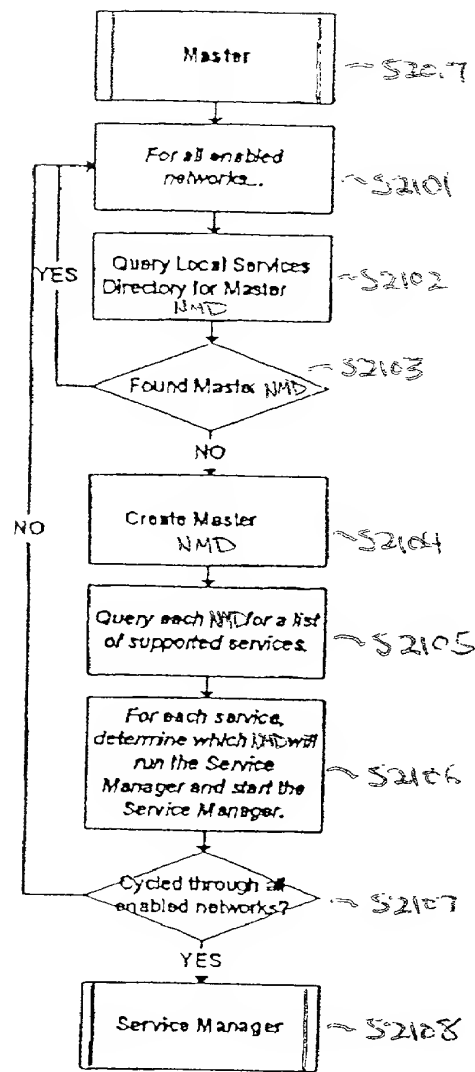 Master
S20.7
For all enabled
networks..
S2101
YES
Query Local Services
Directory for Master
NMD
S2102
Found Master NMD
S2103
NO
NO
Create Master
NMD
S2104
Query each NMD for a list
of supported services.
S2105
For each service,
determine which NMD will
run the Service
Manager and start the
Service Manager.
S2106
Cycled through all
enabled networks?
S2107
YES
Service Manager
S2108